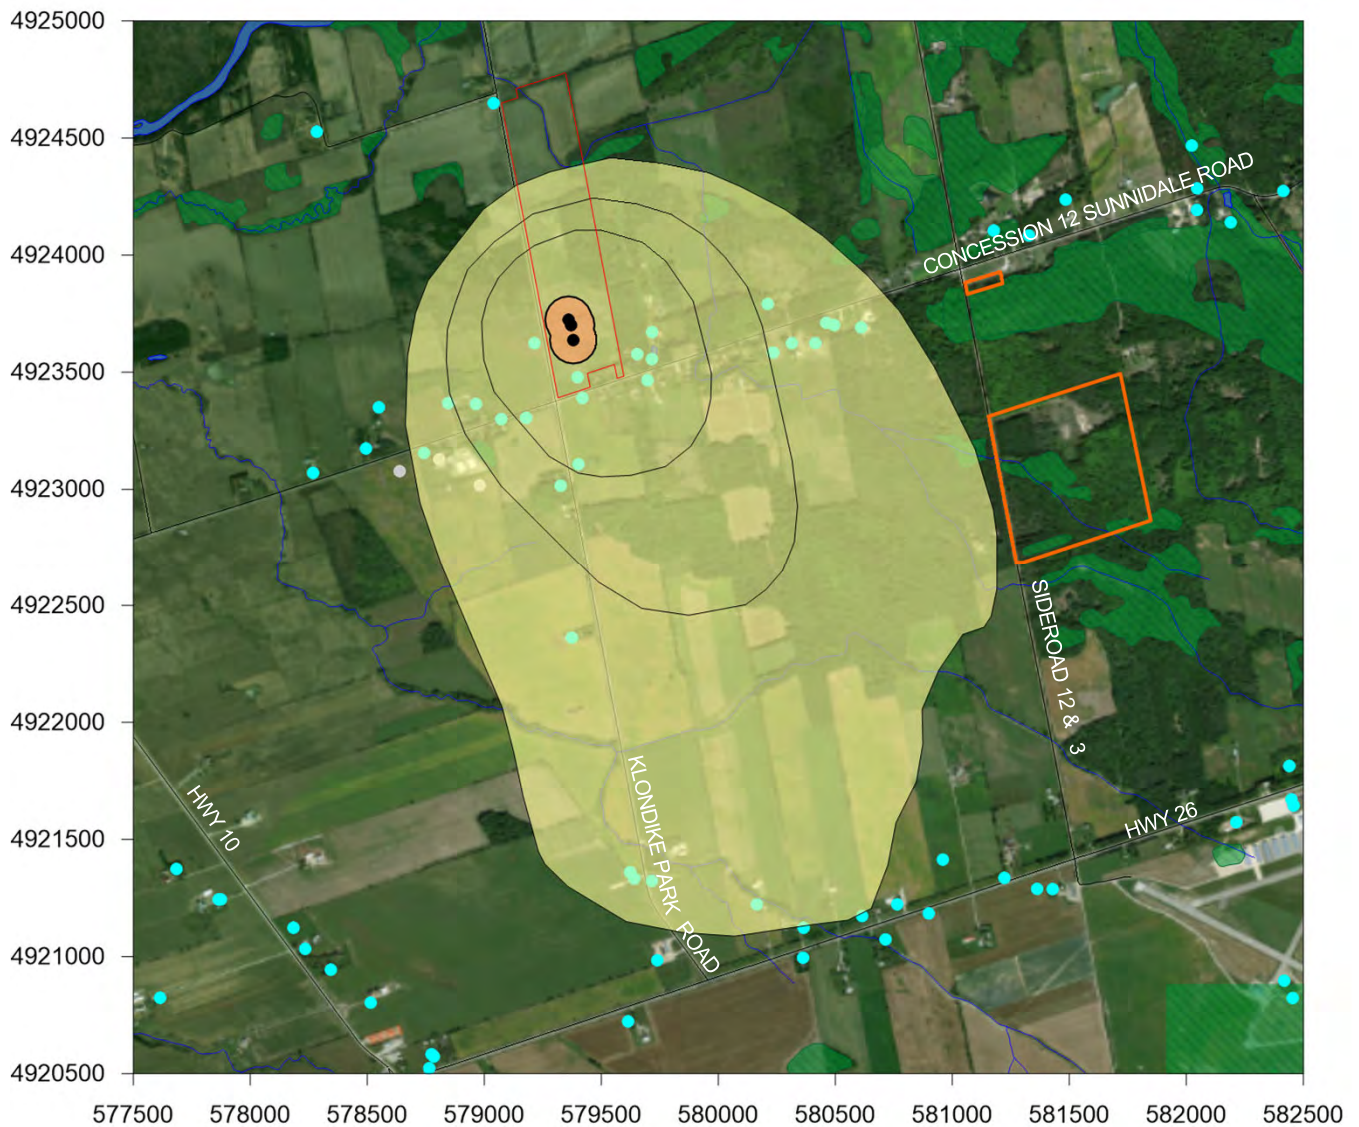 4925000
4924500
4924000
4923500
4923000
4922500
4922000
4921500
4921000
4920500
CONCESSION 12 SUNNIDALE ROAD
SIDEROAD 12 & 3
KLONDIKE PARK ROAD
HWY 10
HWY 26
577500 578000 578500 579000 579500 580000 580500 581000 581500 582000 582500